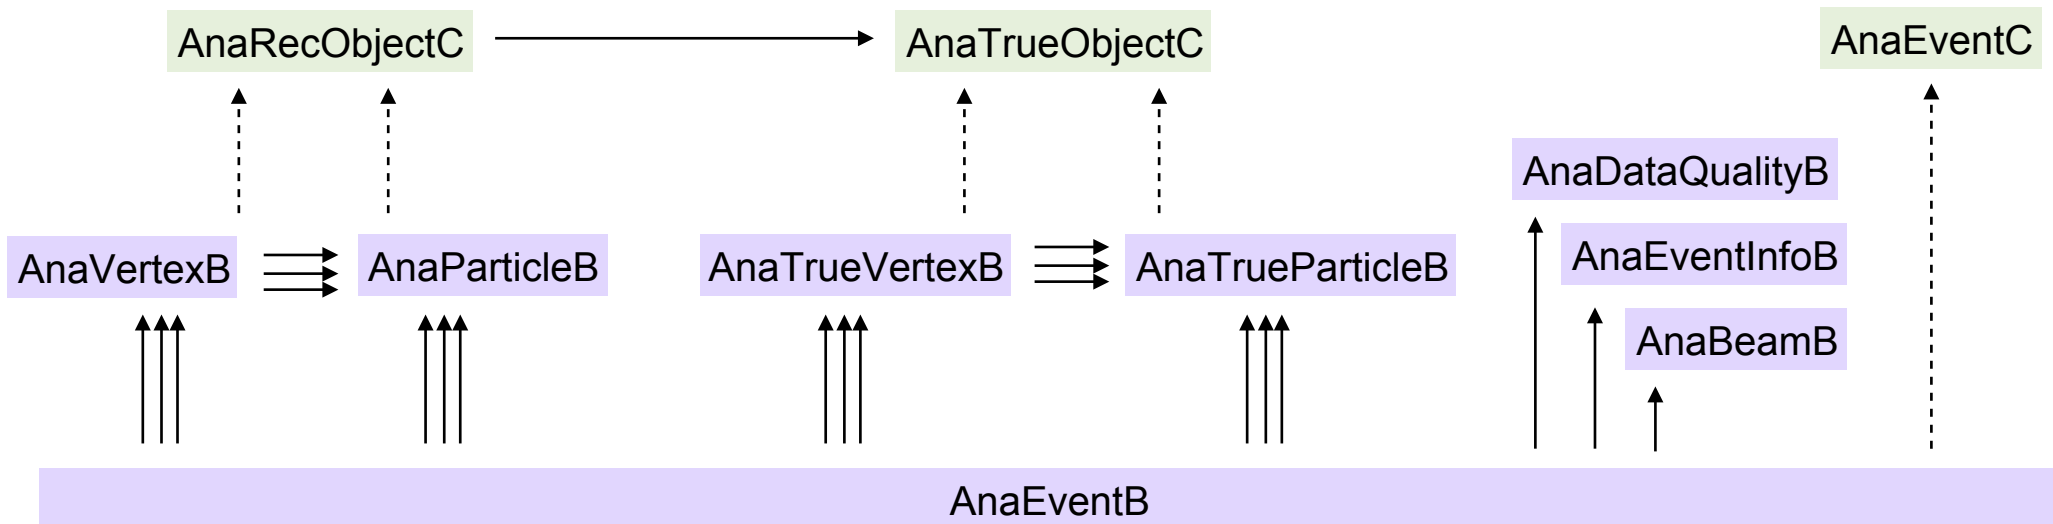 AnaRecObjectC
AnaTrueObjectC
AnaEventC
AnaDataQualityB
AnaVertexB
AnaParticleB
AnaTrueVertexB
AnaTrueParticleB
AnaEventInfoB
AnaBeamB
AnaEventB